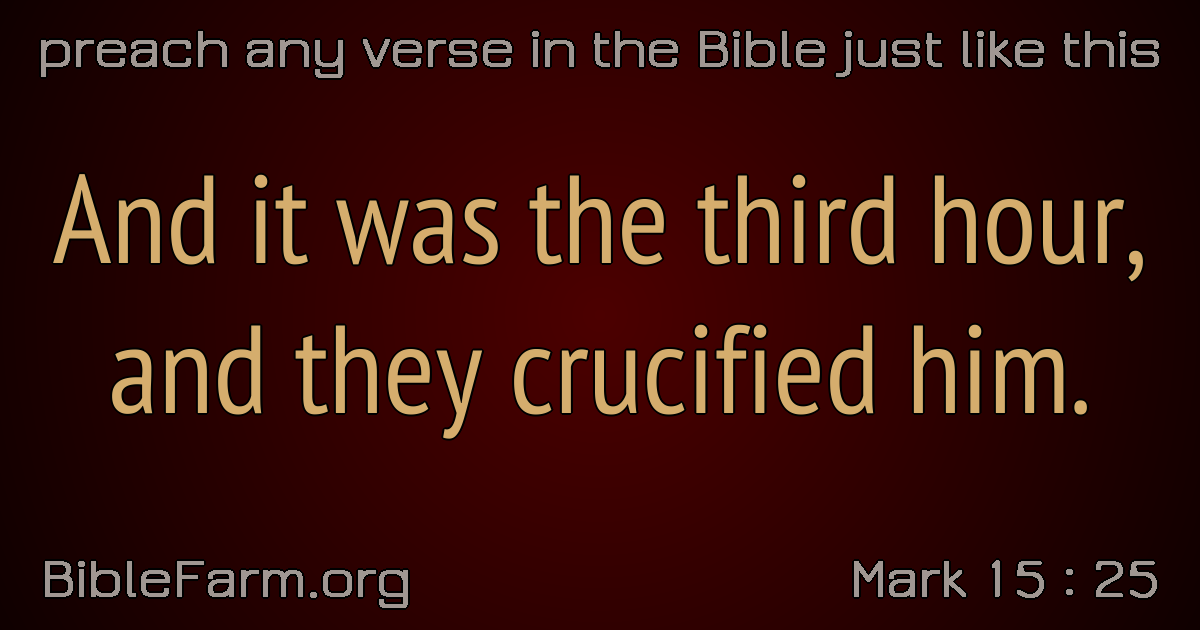 preach any verse in the Bible just like this
And it was the third hour,
and they crucified him.
BibleFarm.org
Mark 15 : 25